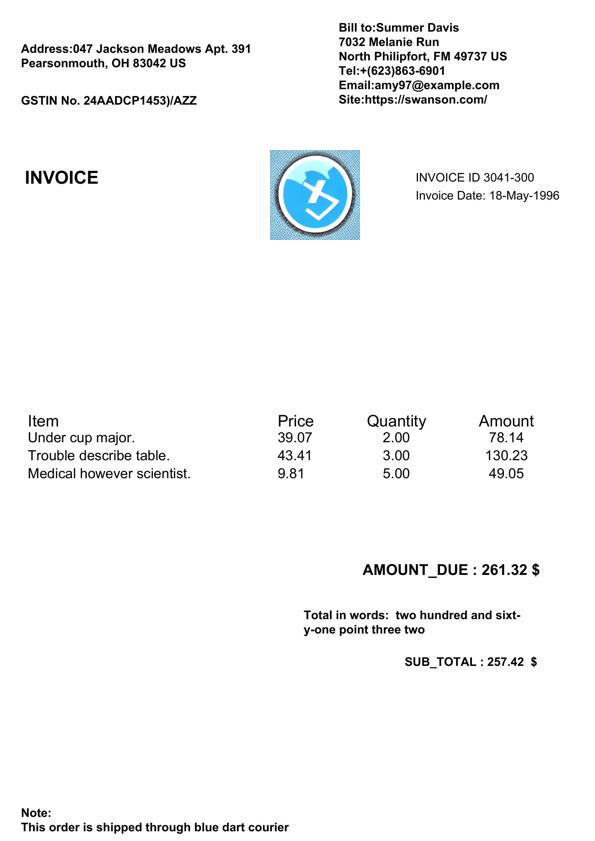 Address:047 Jackson Meadows Apt. 391
Pearsonmouth, OH 83042 US
GSTIN No. 24AADCP1453)/AZZ
Bill to:Summer Davis
7032 Melanie Run
North Philipfort, FM 49737 US
Tel:+(623)863-6901
Email:amy97@example.com
Site:https://swanson.com/
INVOICE
INVOICE ID 3041-300
Invoice Date: 18-May-1996
Item Price Quantity Amount
Under cup major. 39.07 2.00 78.14
Trouble describe table. 43.41 3.00 130.23
Medical however scientist. 9.81 5.00 49.05
AMOUNT_DUE : 261.32 $
Total in words:  two hundred and sixt-
y-one point three two
SUB_TOTAL : 257.42  $
Note:
This order is shipped through blue dart courier